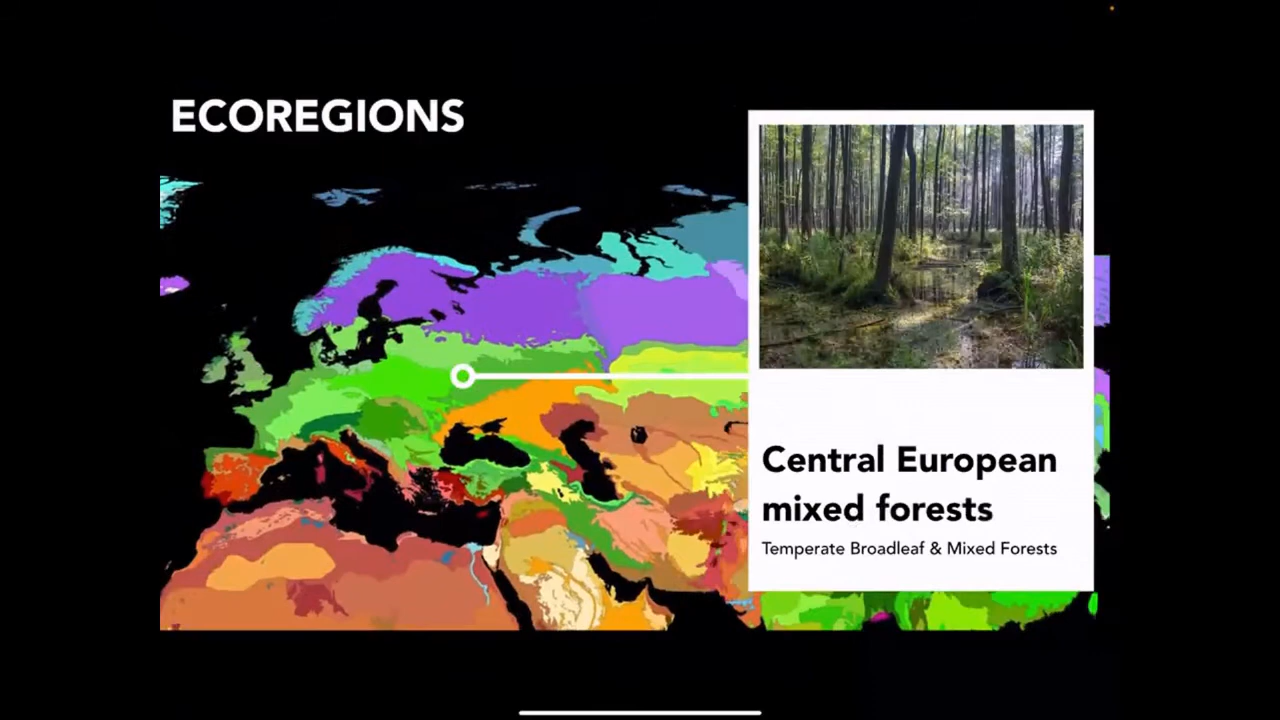 ECOREGIONS
Central European
mixed forests
Temperate Broadleaf & Mixed Forests